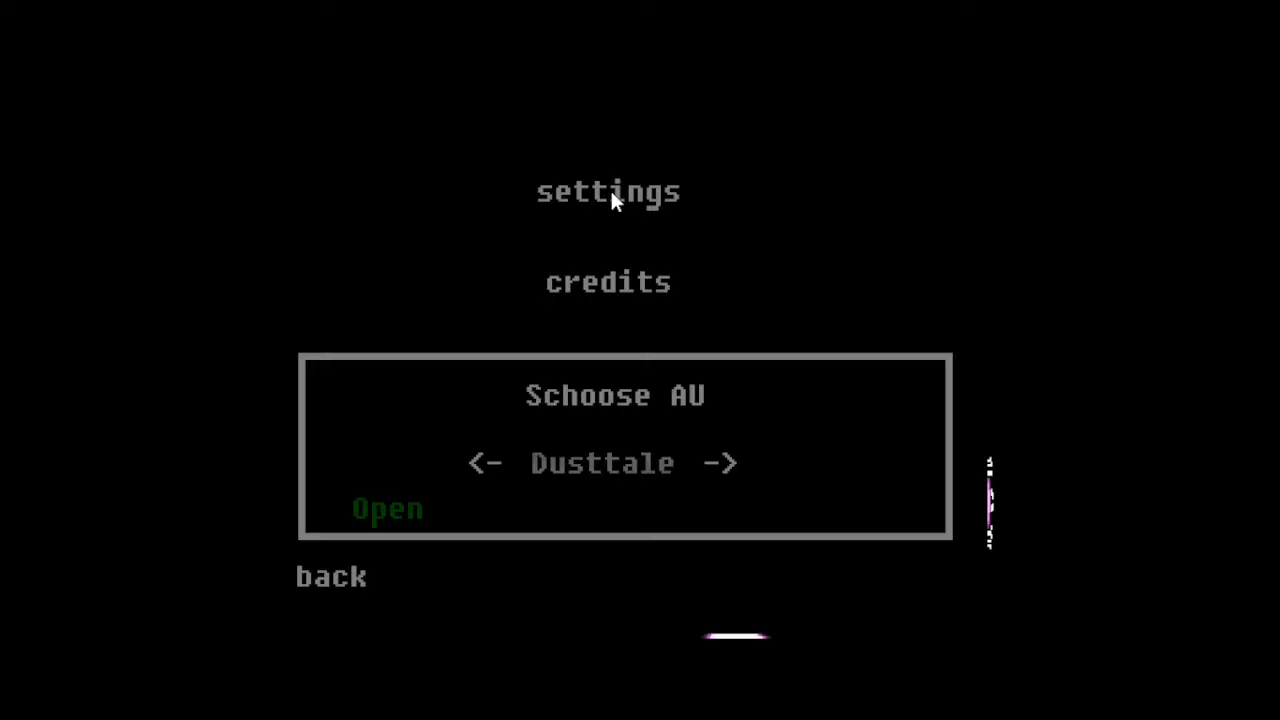 settings
credits
Schoose AU
<- Dusttale ->
Open
back